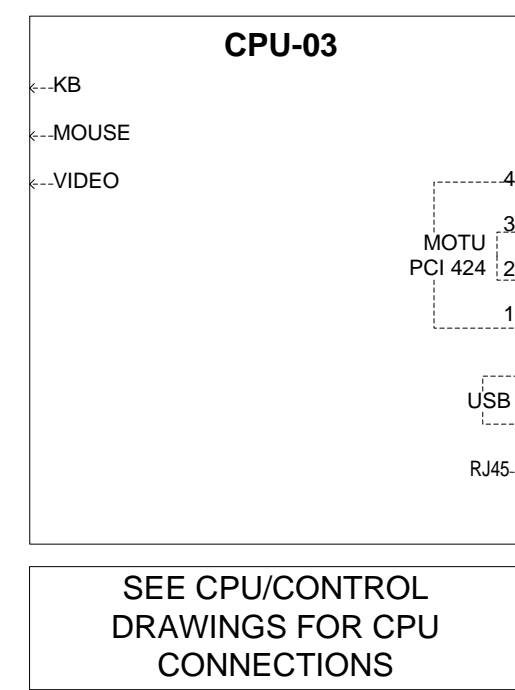 CPU-03
KB
MOUSE
VIDEO
4
3
MOTU
PCI 424
2
1
USB
RJ45
SEE CPU/CONTROL
DRAWINGS FOR CPU
CONNECTIONS